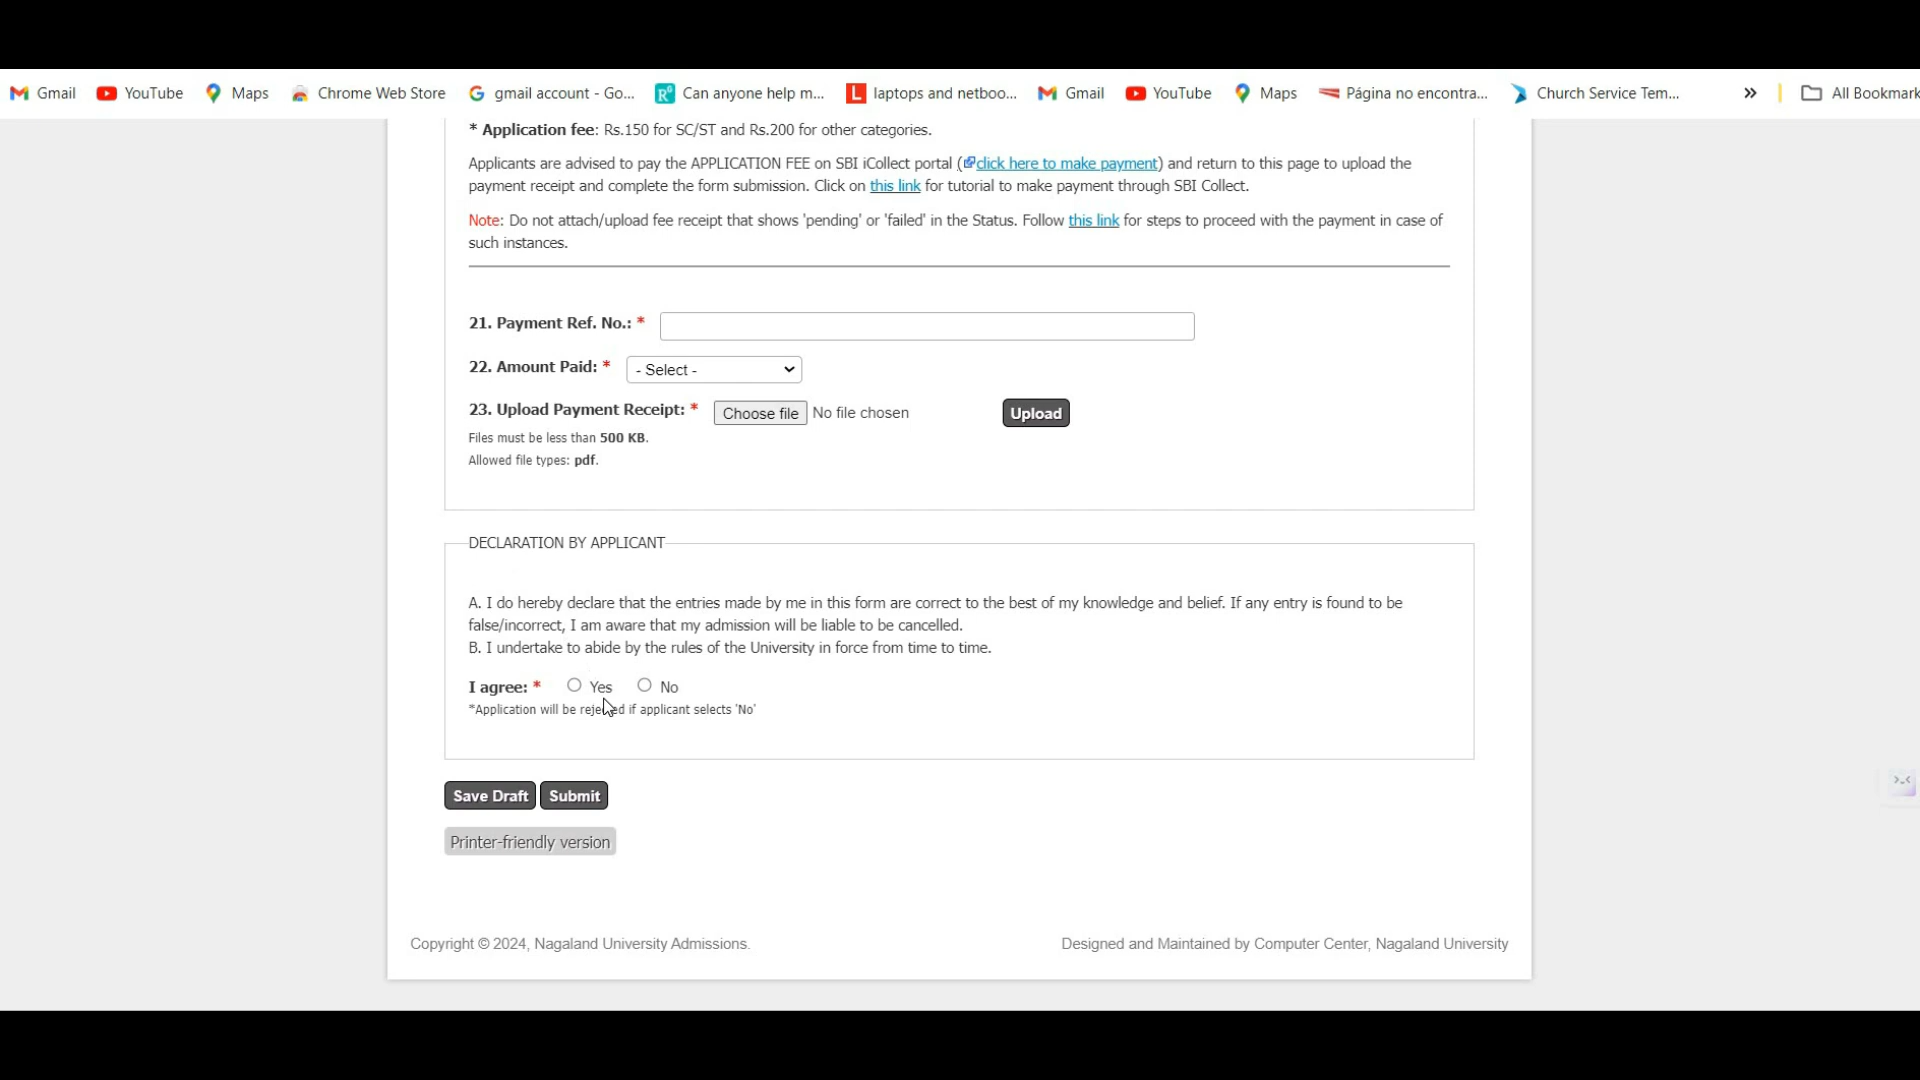 Gmail YouTube Maps Chrome Web Store gmail account - Go... Can anyone help m... laptops and netboo... Gmail YouTube Maps Página no encontra... Church Service Tem... » All Bookmark
* Application fee: Rs.150 for SC/ST and Rs.200 for other categories.
Applicants are advised to pay the APPLICATION FEE on SBI iCollect portal (click here to make payment) and return to this page to upload the
payment receipt and complete the form submission. Click on this link for tutorial to make payment through SBI Collect.
Note: Do not attach/upload fee receipt that shows 'pending' or 'failed' in the Status. Follow this link for steps to proceed with the payment in case of
such instances.
21. Payment Ref. No.: *
22. Amount Paid: * - Select -
23. Upload Payment Receipt: * Choose file No file chosen Upload
Files must be less than 500 KB.
Allowed file types: pdf.
DECLARATION BY APPLICANT
A. I do hereby declare that the entries made by me in this form are correct to the best of my knowledge and belief. If any entry is found to be
false/incorrect, I am aware that my admission will be liable to be cancelled.
B. I undertake to abide by the rules of the University in force from time to time.
I agree: * Yes No
*Application will be rejected if applicant selects 'No'
Save Draft Submit
Printer-friendly version
Copyright © 2024, Nagaland University Admissions. Designed and Maintained by Computer Center, Nagaland University